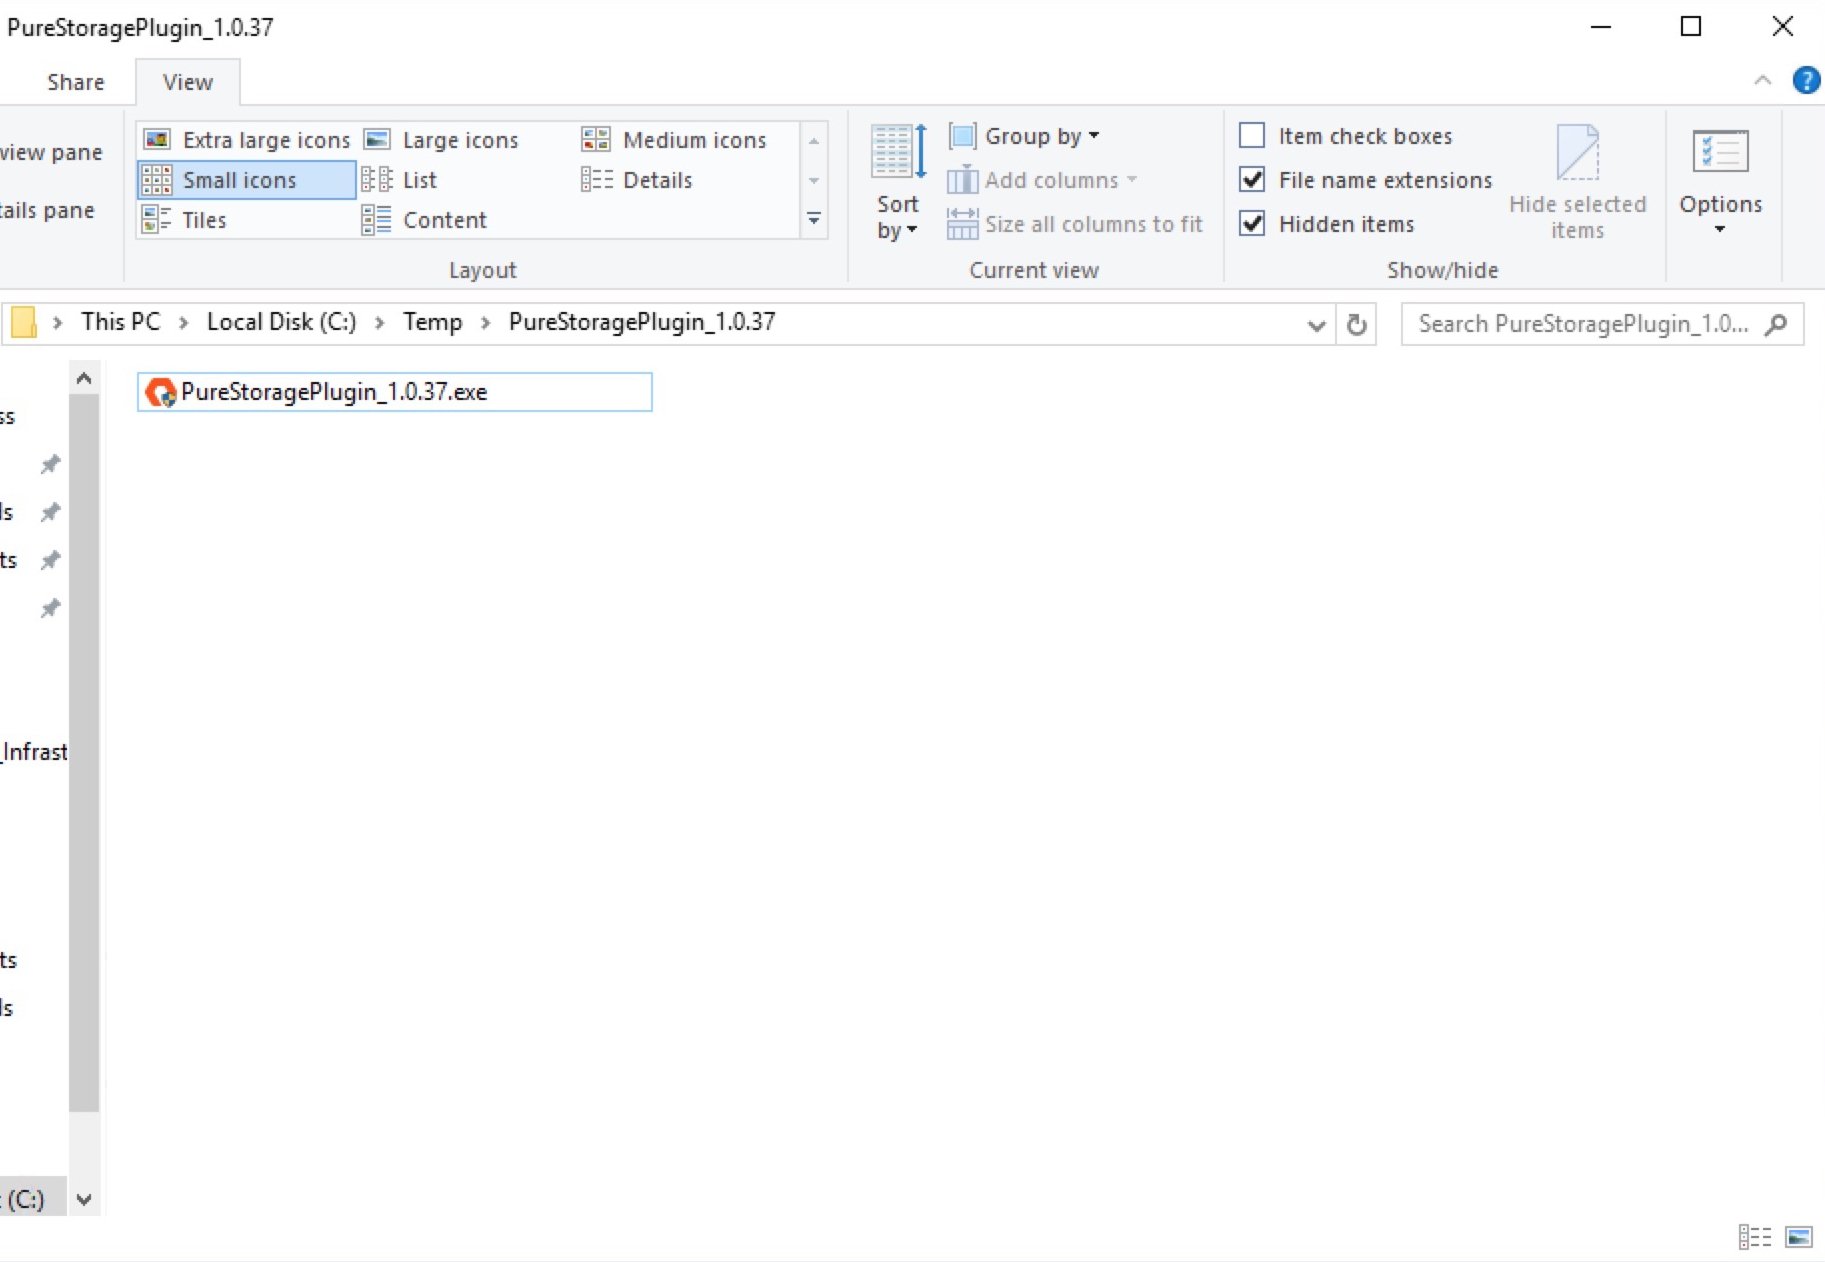 PureStoragePlugin_1.0.37
Share View
view pane
tails pane
Extra large icons Large icons Medium icons
Small icons List Details
Tiles Content
Layout
Sort by
Group by
Add columns
Size all columns to fit
Current view
Item check boxes
File name extensions
Hidden items
Hide selected items
Show/hide
Options
This PC Local Disk (C:) Temp PureStoragePlugin_1.0.37
Search PureStoragePlugin_1.0...
PureStoragePlugin_1.0.37.exe
ss
ls
ts
_Infrast
ts
ls
(C:)